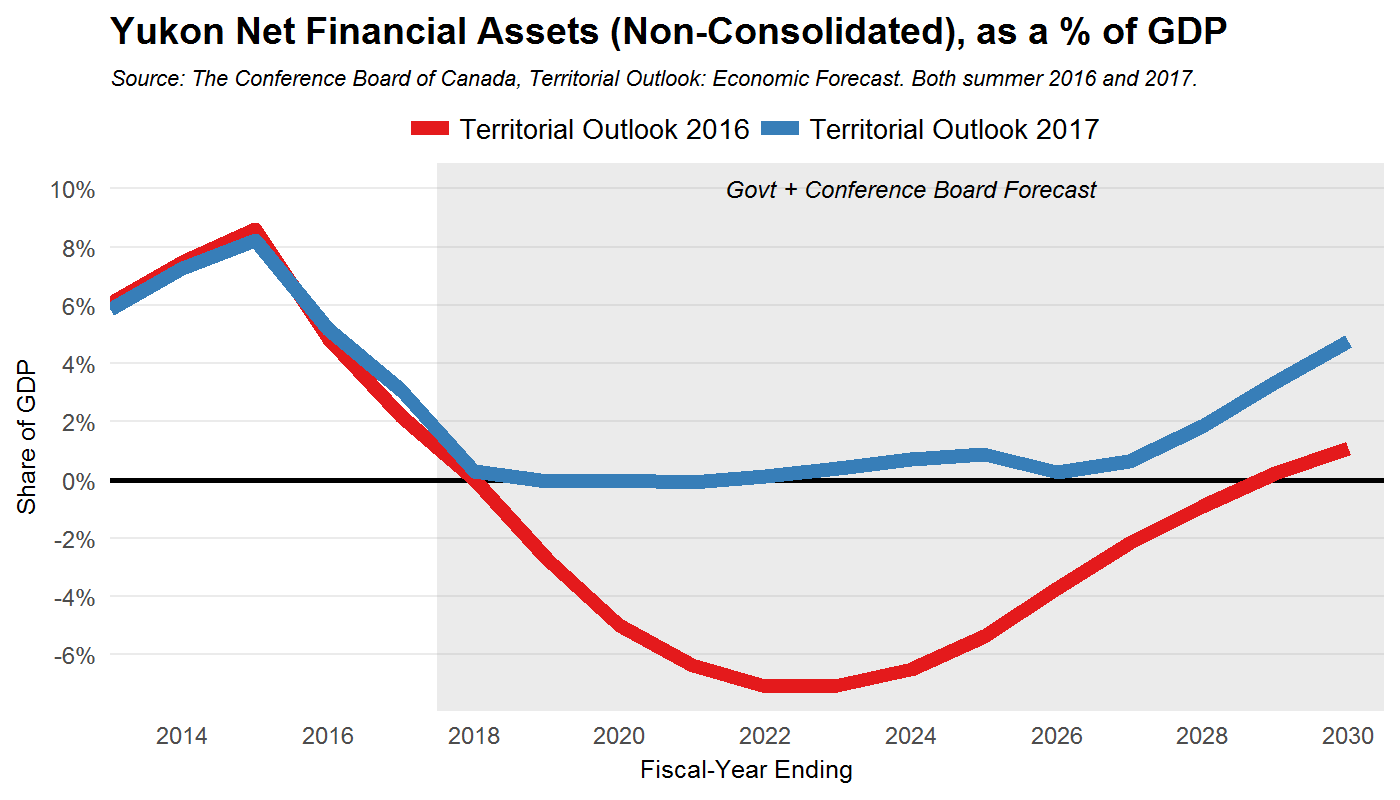 Yukon Net Financial Assets (Non-Consolidated), as a % of GDP
Source: The Conference Board of Canada, Territorial Outlook: Economic Forecast. Both summer 2016 and 2017.
Territorial Outlook 2016 Territorial Outlook 2017
Govt + Conference Board Forecast
10%
8%
6%
4%
2%
0%
-2%
-4%
-6%
Share of GDP
2014 2016 2018 2020 2022 2024 2026 2028 2030
Fiscal-Year Ending